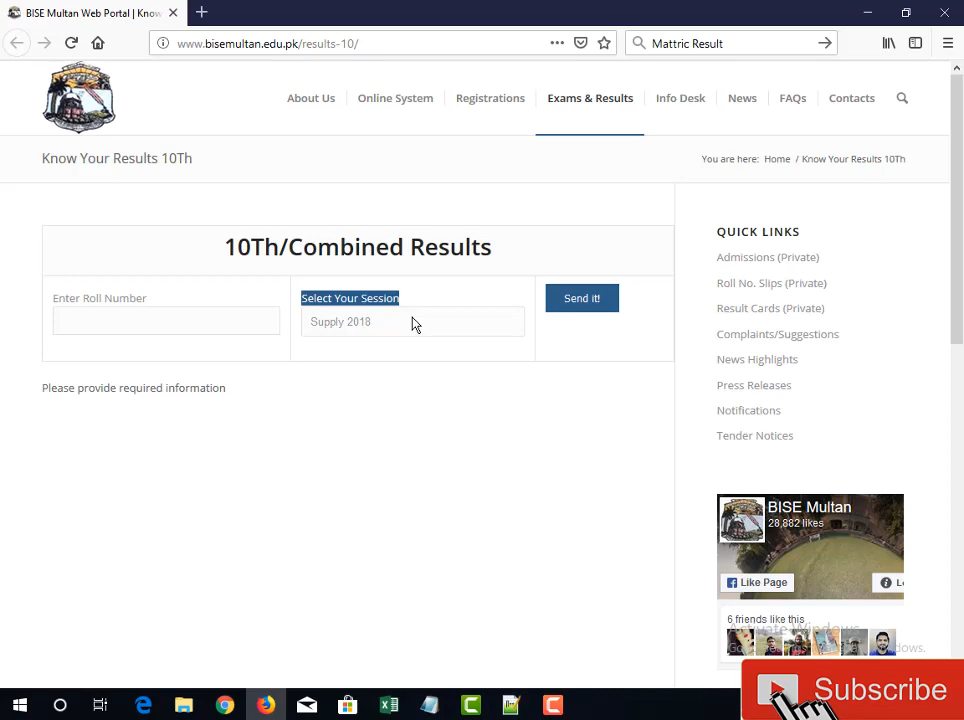 BISE Multan Web Portal | Know
www.bisemultan.edu.pk/results-10/
Mattric Result
About Us
Online System
Registrations
Exams & Results
Info Desk
News
FAQs
Contacts
Know Your Results 10Th
You are here: Home / Know Your Results 10Th
10Th/Combined Results
Enter Roll Number
Select Your Session
Supply 2018
Send it!
Please provide required information
QUICK LINKS
Admissions (Private)
Roll No. Slips (Private)
Result Cards (Private)
Complaints/Suggestions
News Highlights
Press Releases
Notifications
Tender Notices
BISE Multan
28,882 likes
Like Page
6 friends like this
Activate Windows
Subscribe